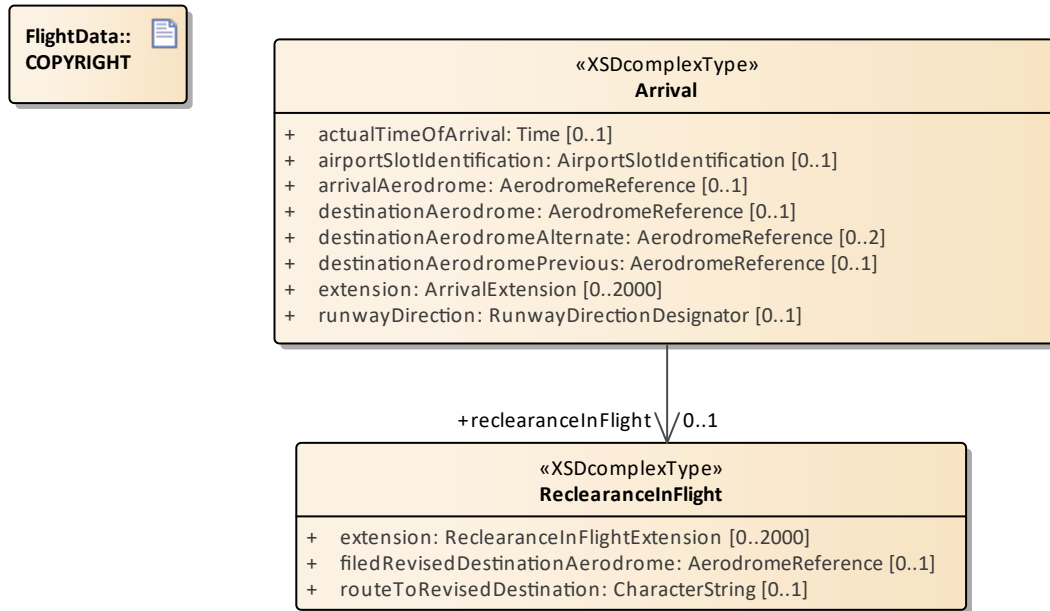 FlightData::
COPYRIGHT
«XSDcomplexType»
Arrival
+ actualTimeOfArrival: Time [0..1]
+ airportSlotIdentification: AirportSlotIdentification [0..1]
+ arrivalAerodrome: AerodromeReference [0..1]
+ destinationAerodrome: AerodromeReference [0..1]
+ destinationAerodromeAlternate: AerodromeReference [0..2]
+ destinationAerodromePrevious: AerodromeReference [0..1]
+ extension: ArrivalExtension [0..2000]
+ runwayDirection: RunwayDirectionDesignator [0..1]
+reclearanceInFlight 0..1
«XSDcomplexType»
ReclearanceInFlight
+ extension: ReclearanceInFlightExtension [0..2000]
+ filedRevisedDestinationAerodrome: AerodromeReference [0..1]
+ routeToRevisedDestination: CharacterString [0..1]